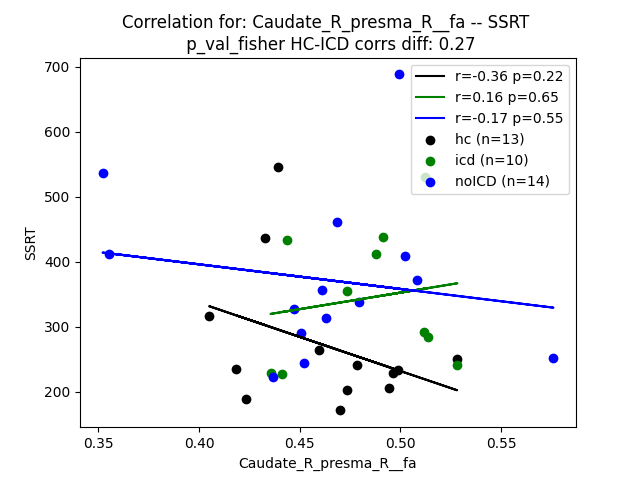 Correlation for: Caudate_R_presma_R__fa -- SSRT
p_val_fisher HC-ICD corrs diff: 0.27
700
600
500
400
300
200
SSRT
r=-0.36 p=0.22
r=0.16 p=0.65
r=-0.17 p=0.55
hc (n=13)
icd (n=10)
noICD (n=14)
0.35 0.40 0.45 0.50 0.55
Caudate_R_presma_R__fa